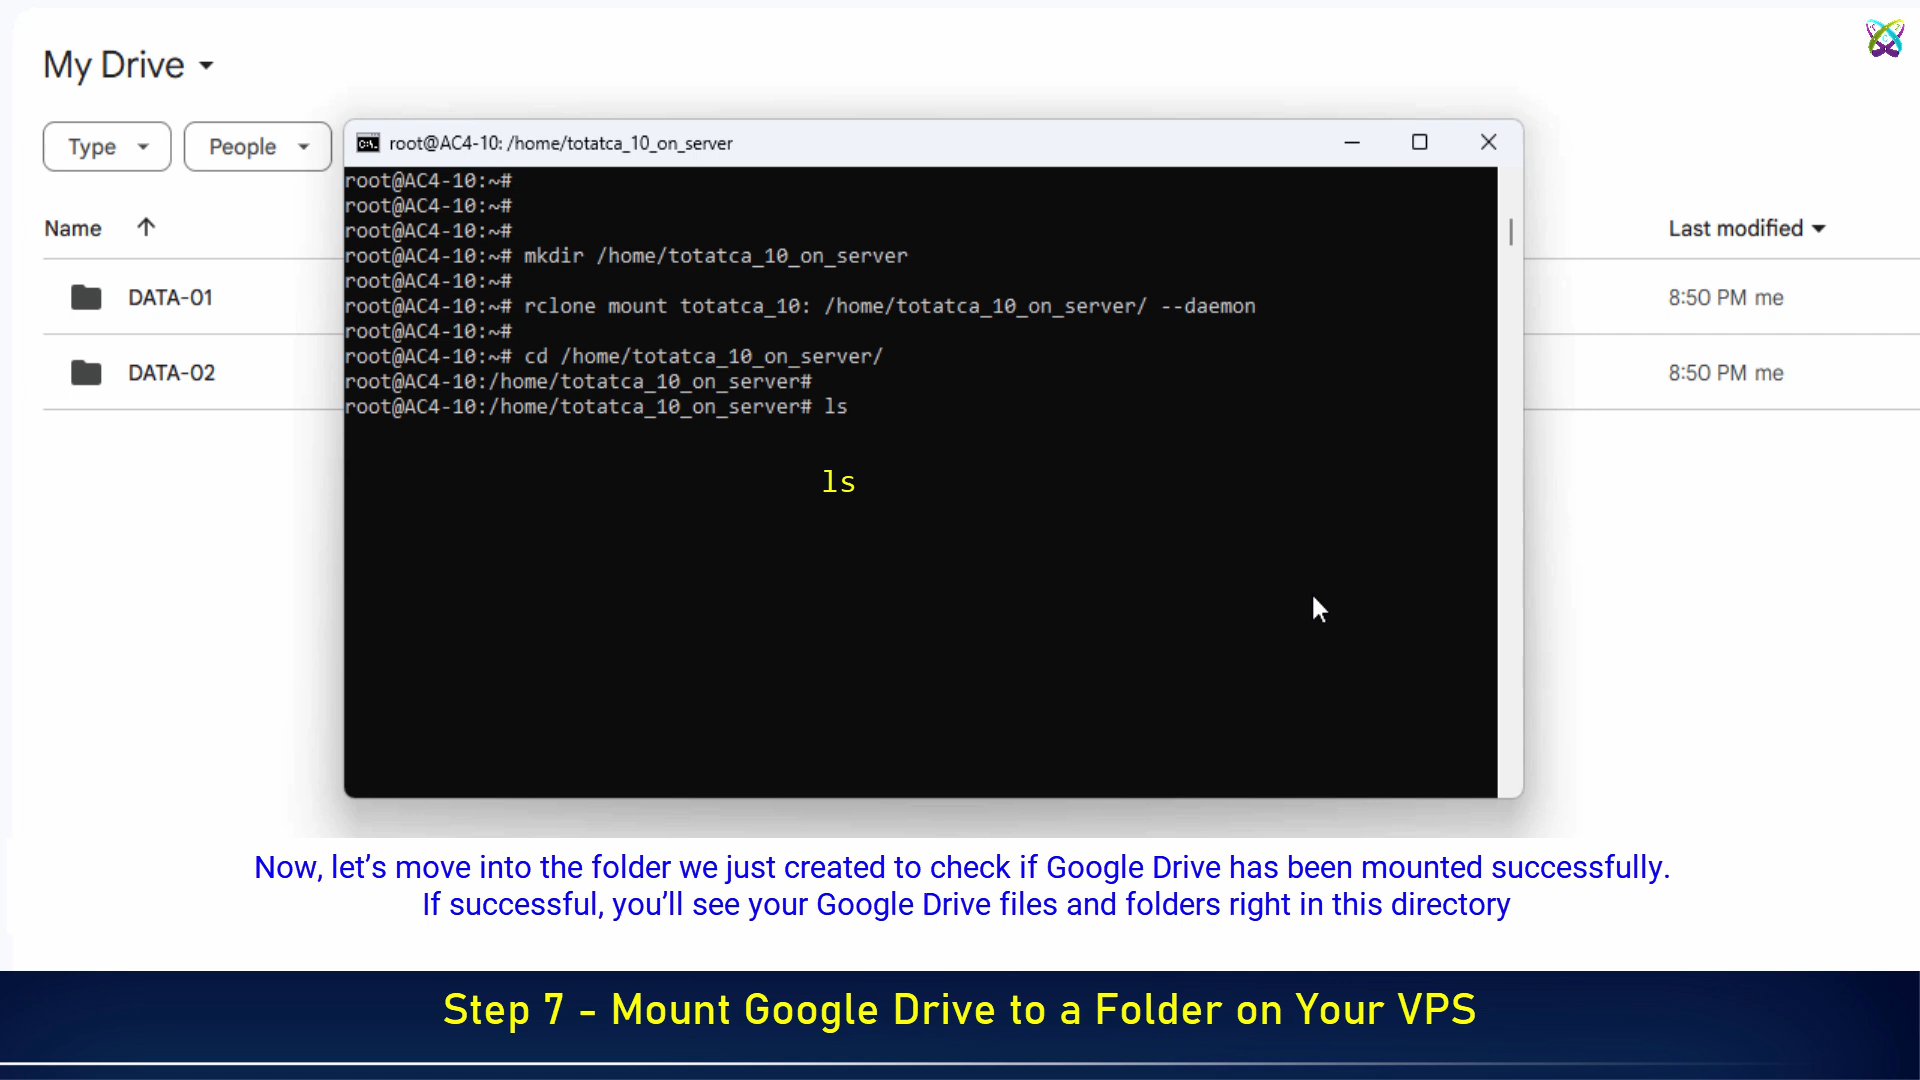 My Drive
Type
People
Name
Last modified
DATA-01
8:50 PM me
DATA-02
8:50 PM me
root@AC4-10: /home/totatca_10_on_server
root@AC4-10:~#
root@AC4-10:~#
root@AC4-10:~#
root@AC4-10:~# mkdir /home/totatca_10_on_server
root@AC4-10:~#
root@AC4-10:~# rclone mount totatca_10: /home/totatca_10_on_server/ --daemon
root@AC4-10:~#
root@AC4-10:~# cd /home/totatca_10_on_server/
root@AC4-10:/home/totatca_10_on_server#
root@AC4-10:/home/totatca_10_on_server# ls
ls
Now, let’s move into the folder we just created to check if Google Drive has been mounted successfully.
If successful, you’ll see your Google Drive files and folders right in this directory
Step 7 - Mount Google Drive to a Folder on Your VPS